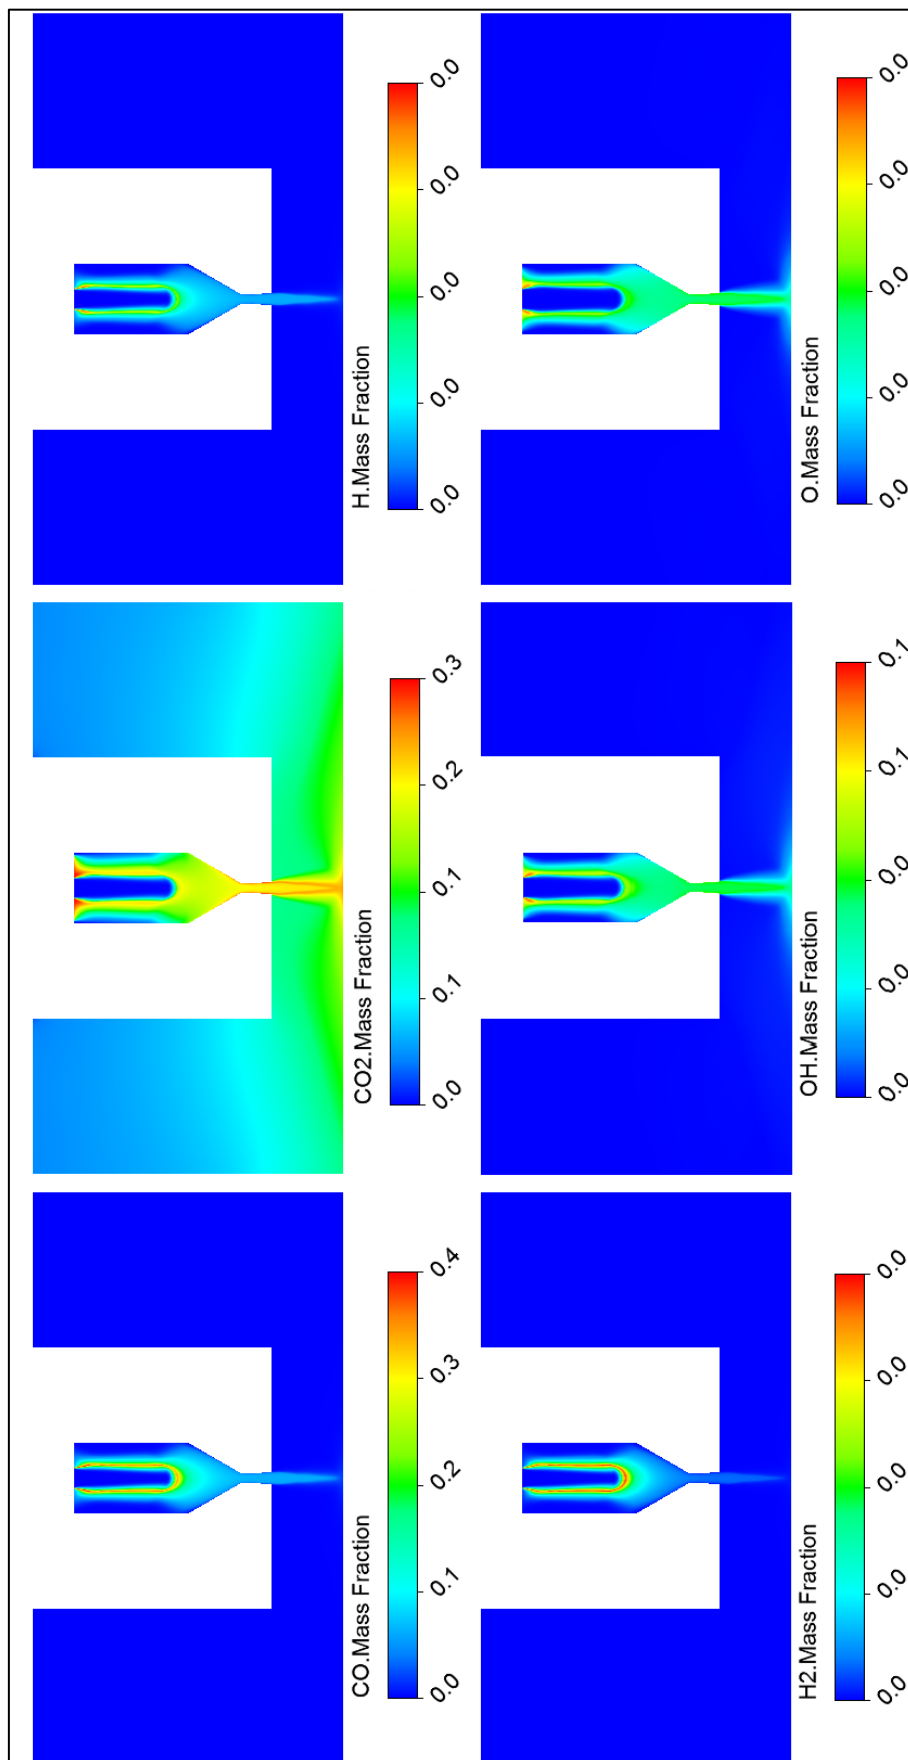 CO.Mass Fraction
0.0 0.1 0.2 0.3 0.4
CO2.Mass Fraction
0.0 0.1 0.1 0.2 0.3
H.Mass Fraction
0.0 0.0 0.0 0.0 0.0
H2.Mass Fraction
0.0 0.0 0.0 0.0 0.0
OH.Mass Fraction
0.0 0.0 0.0 0.1 0.1
O.Mass Fraction
0.0 0.0 0.0 0.0 0.0